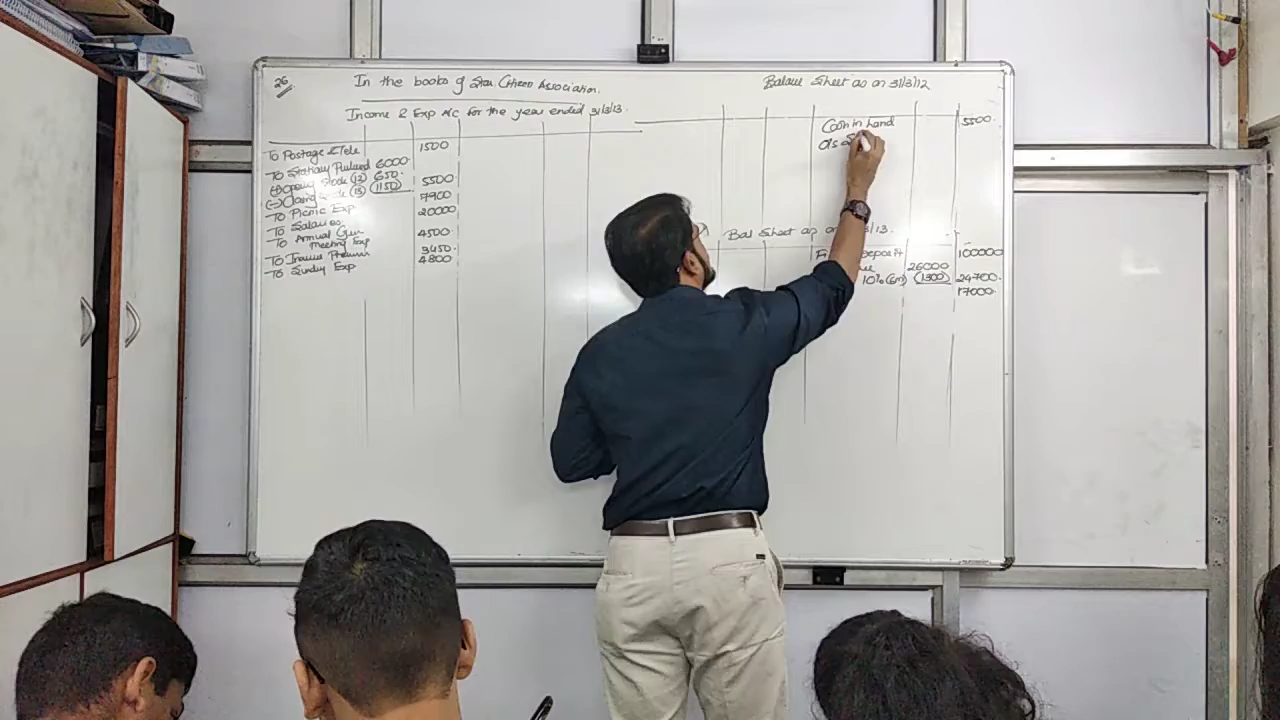 26
In the books of Star Citizen Association.
Income & Exp A/C for the year ended 31/3/13.
To Postage & Tele 1500
To Stationary Purchased 6000
(+) Opening Stock (12) 650
(-) Closing (13) (1150) 5500
To Picnic Exp 7900
To Salaries 20000
To Annual Gen
meeting Exp 4500
To Insurance Premium 3450
To Sundry Exp 4800
Balance Sheet as on 31/3/12
Cash in hand 5500
O/s
Bal Sheet as on 3/13.
Deposit 100000
26000
10% (6m) (1300) 24700
17000